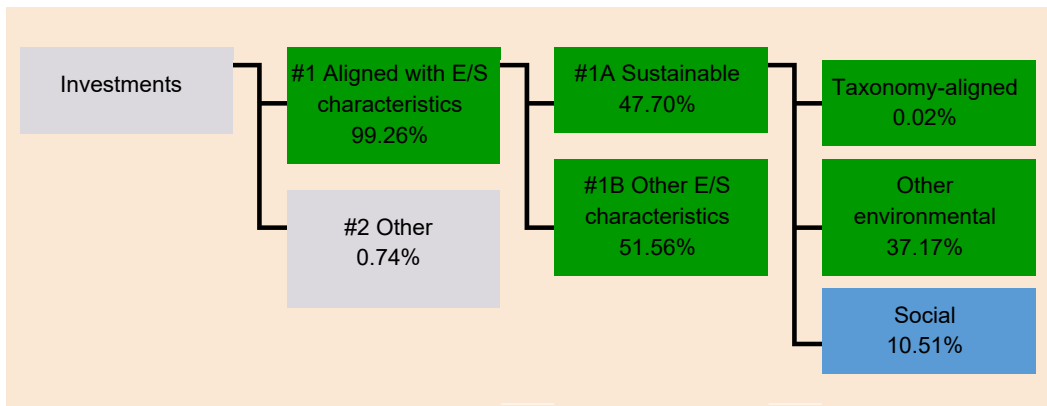 Investments
#1 Aligned with E/S
characteristics
99.26%
#2 Other
0.74%
#1A Sustainable
47.70%
#1B Other E/S
characteristics
51.56%
Taxonomy-aligned
0.02%
Other
environmental
37.17%
Social
10.51%